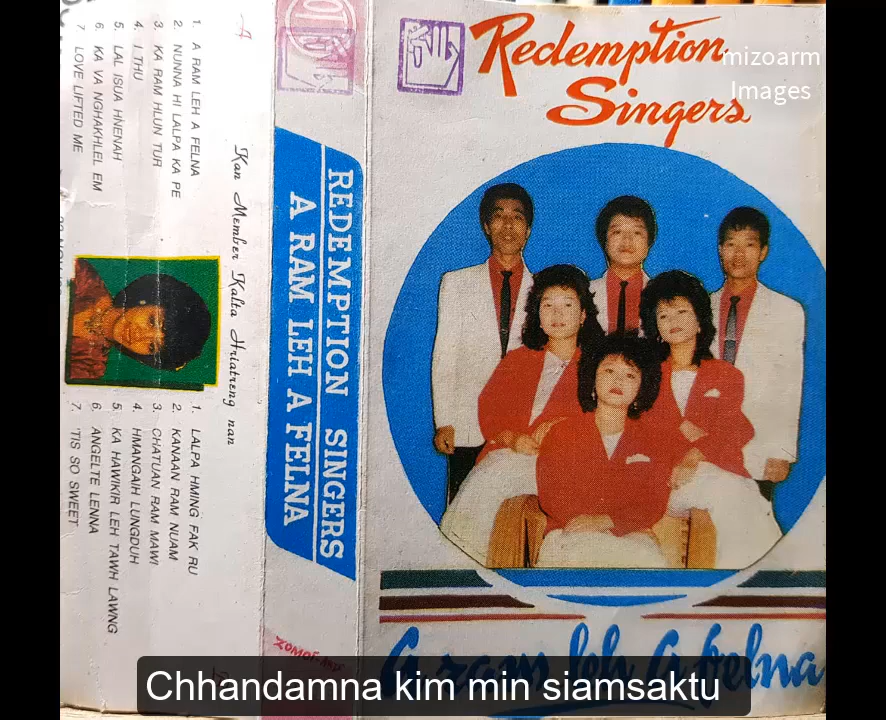 Redemption
Singers
mizoarm
Images
A
1. A RAM LEH A FELNA
2. NUNNA HI LALPA KA PE
3. KA RAM HLUN TUR
4. I THU
5. LAL ISUA HNENAH
6. KA VA NGHAKHLEL EM
7 LOVE LIFTED ME
Kan Member Kalta Hriatreng nan
1. LALPA HMING FAK RU
2. KANAAN RAM NUAM
3. CHATUAN RAM MAWI
4. HMANGAIH LUNGDUH
5. KA HAWIKIR LEH TAWH LAWNG
6. ANGELTE LENNA
7. 'TIS SO SWEET
REDEMPTION SINGERS
A RAM LEH A FELNA
A ram leh A felna
Chhandamna kim min siamsaktu